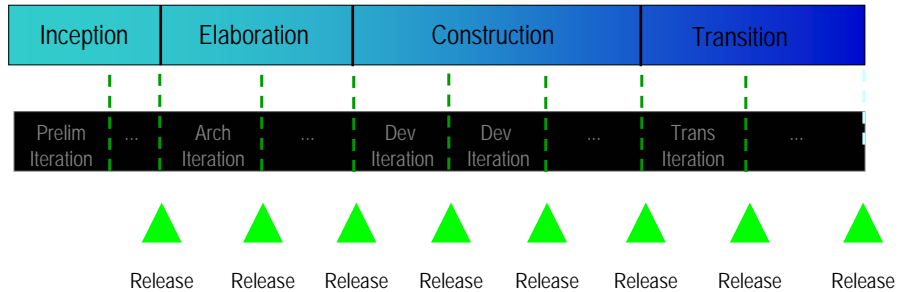 Inception Elaboration Construction Transition
Prelim ... Arch ... Dev Dev ... Trans ...
Iteration Iteration Iteration Iteration Iteration
Release Release Release Release Release Release Release Release